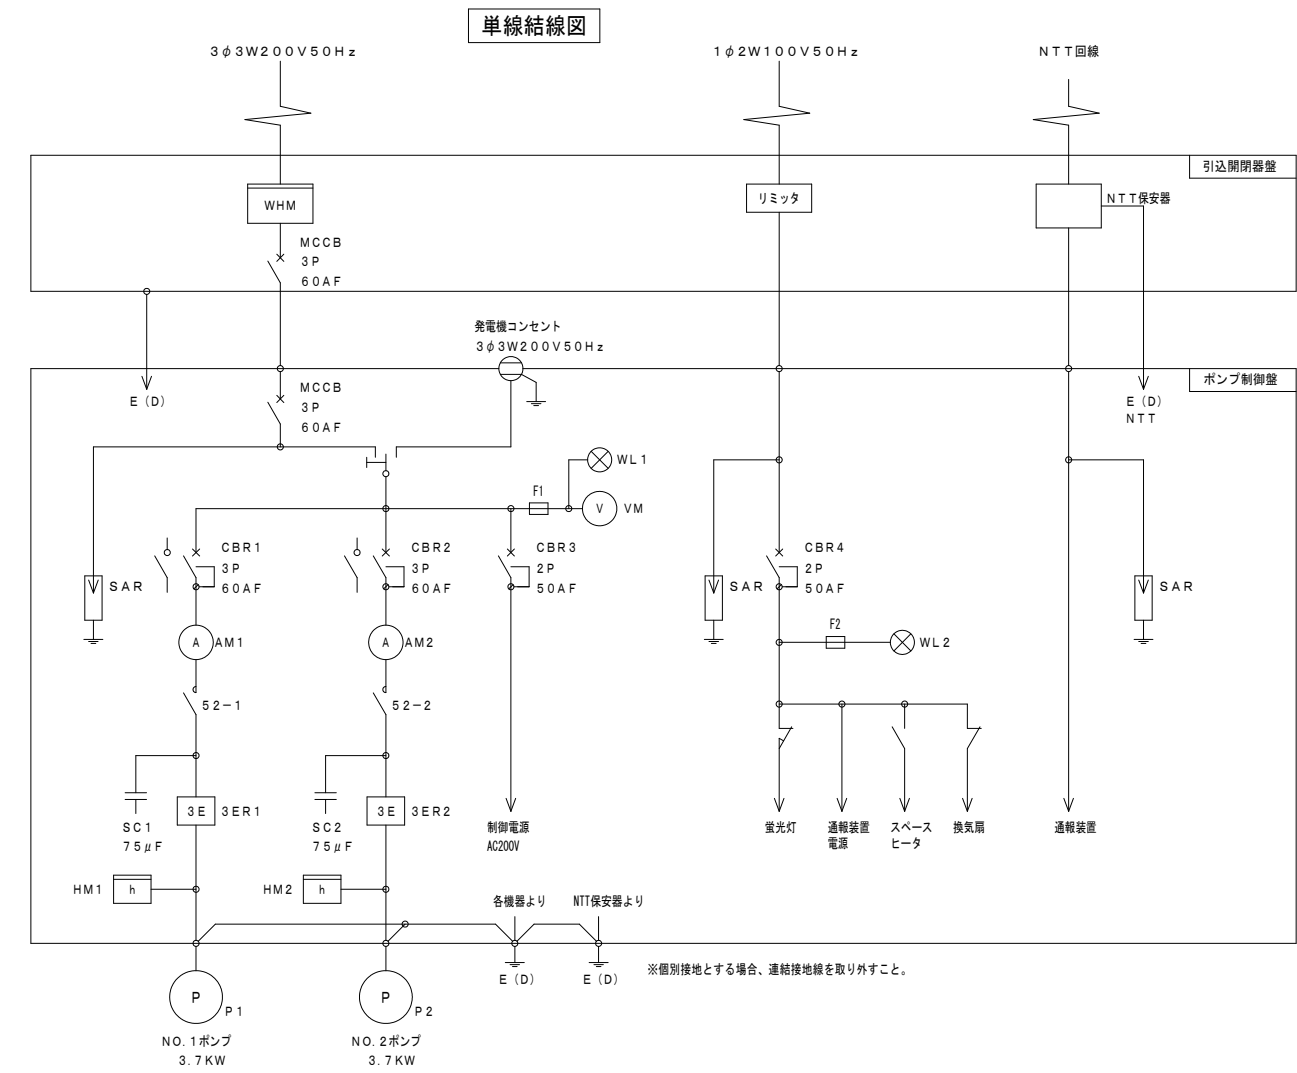 単線結線図
3φ3W200V50Hz
1φ2W100V50Hz
NTT回線
引込開閉器盤
WHM
リミッタ
NTT保安器
MCCB
3P
60AF
発電機コンセント
3φ3W200V50Hz
ポンプ制御盤
MCCB
3P
60AF
E(D)
E(D)
NTT
WL1
F1
V
VM
CBR1
3P
60AF
CBR2
3P
60AF
CBR3
2P
50AF
CBR4
2P
50AF
SAR
SAR
SAR
A
AM1
A
AM2
F2
WL2
52-1
52-2
SC1
75μF
3E
3ER1
SC2
75μF
3E
3ER2
制御電源
AC200V
蛍光灯
通報装置
電源
スペース
ヒータ
換気扇
通報装置
HM1
h
HM2
h
各機器より
NTT保安器より
E(D)
E(D)
※個別接地とする場合、連結接地線を取り外すこと。
P
P1
P
P2
NO.1ポンプ
3.7KW
NO.2ポンプ
3.7KW